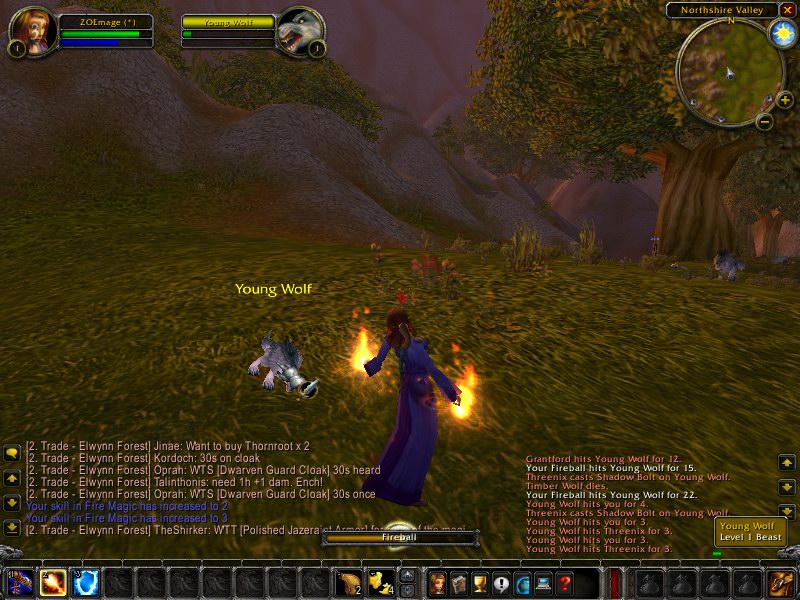 ZOEmage (*)
Young Wolf
Northshire Valley
N
1
1
Young Wolf
[2. Trade - Elwynn Forest] Jinae: Want to buy Thornroot x 2
[2. Trade - Elwynn Forest] Kordoch: 30s on cloak
[2. Trade - Elwynn Forest] Oprah: WTS [Dwarven Guard Cloak] 30s heard
[2. Trade - Elwynn Forest] Talinthonis: need 1h +1 dam. Ench!
[2. Trade - Elwynn Forest] Oprah: WTS [Dwarven Guard Cloak] 30s once
Your skill in Fire Magic has increased to 2
Your skill in Fire Magic has increased to 3
[2. Trade - Elwynn Forest] TheShirker: WTT [Polished Jazeraint Armor] of the
Grantford hits Young Wolf for 12.
Your Fireball hits Young Wolf for 15.
Threenix casts Shadow Bolt on Young Wolf.
Timber Wolf dies.
Your Fireball hits Young Wolf for 22.
Young Wolf hits you for 4.
Threenix casts Shadow Bolt on Young Wolf.
Young Wolf hits you for 3.
Young Wolf hits Threenix for 3.
Young Wolf hits you for 3.
Young Wolf hits Threenix for 3.
Young Wolf
Level 1 Beast
Fireball
2
4